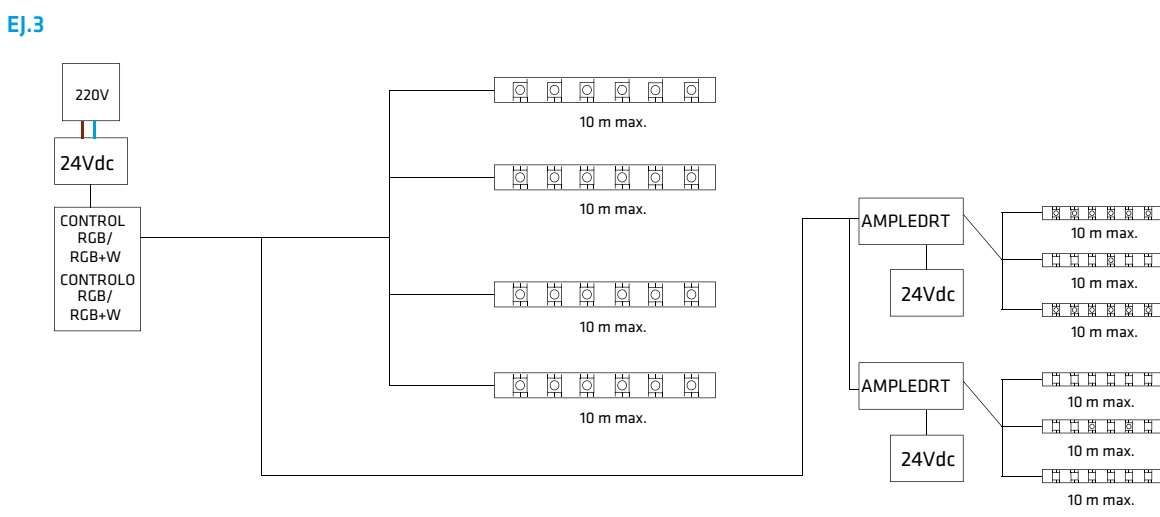 EJ.3
220V
24Vdc
CONTROL
RGB/
RGB+W
CONTROLO
RGB/
RGB+W
10 m max.
10 m max.
10 m max.
10 m max.
AMPLEDRT
24Vdc
10 m max.
10 m max.
10 m max.
AMPLEDRT
24Vdc
10 m max.
10 m max.
10 m max.